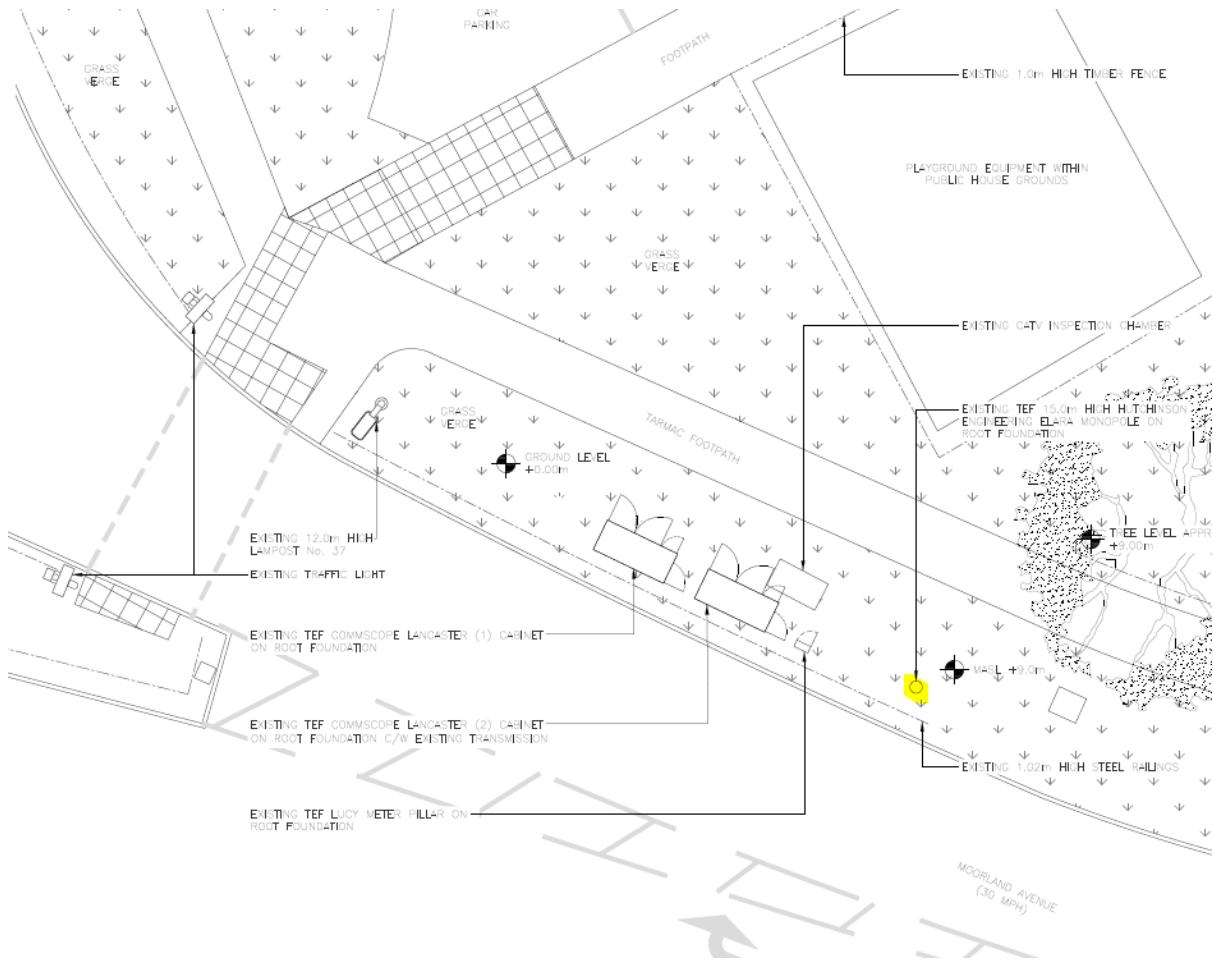 CAR
PARKING
FOOTPATH
GRASS
VERGE
EXISTING 1.0m HIGH TIMBER FENCE
PLAYGROUND EQUIPMENT WITHIN
PUBLIC HOUSE GROUNDS
GRASS
VERGE
EXISTING CATV INSPECTION CHAMBER
EXISTING TEF 15.0m HIGH HUTCHINSON
ENGINEERING ELARA MONOPOLE ON
ROOT FOUNDATION
GRASS
VERGE
TARMAC FOOTPATH
GROUND LEVEL
+0.00m
TREE LEVEL APPR
+9.00m
EXISTING 12.0m HIGH
LAMPOST No. 37
EXISTING TRAFFIC LIGHT
EXISTING TEF COMMSCOPE LANCASTER (1) CABINET
ON ROOT FOUNDATION
MASL +9.0m
EXISTING TEF COMMSCOPE LANCASTER (2) CABINET
ON ROOT FOUNDATION C/W EXISTING TRANSMISSION
EXISTING 1.02m HIGH STEEL RAILINGS
EXISTING TEF LUCY METER PILLAR ON
ROOT FOUNDATION
MOORLAND AVENUE
(30 MPH)